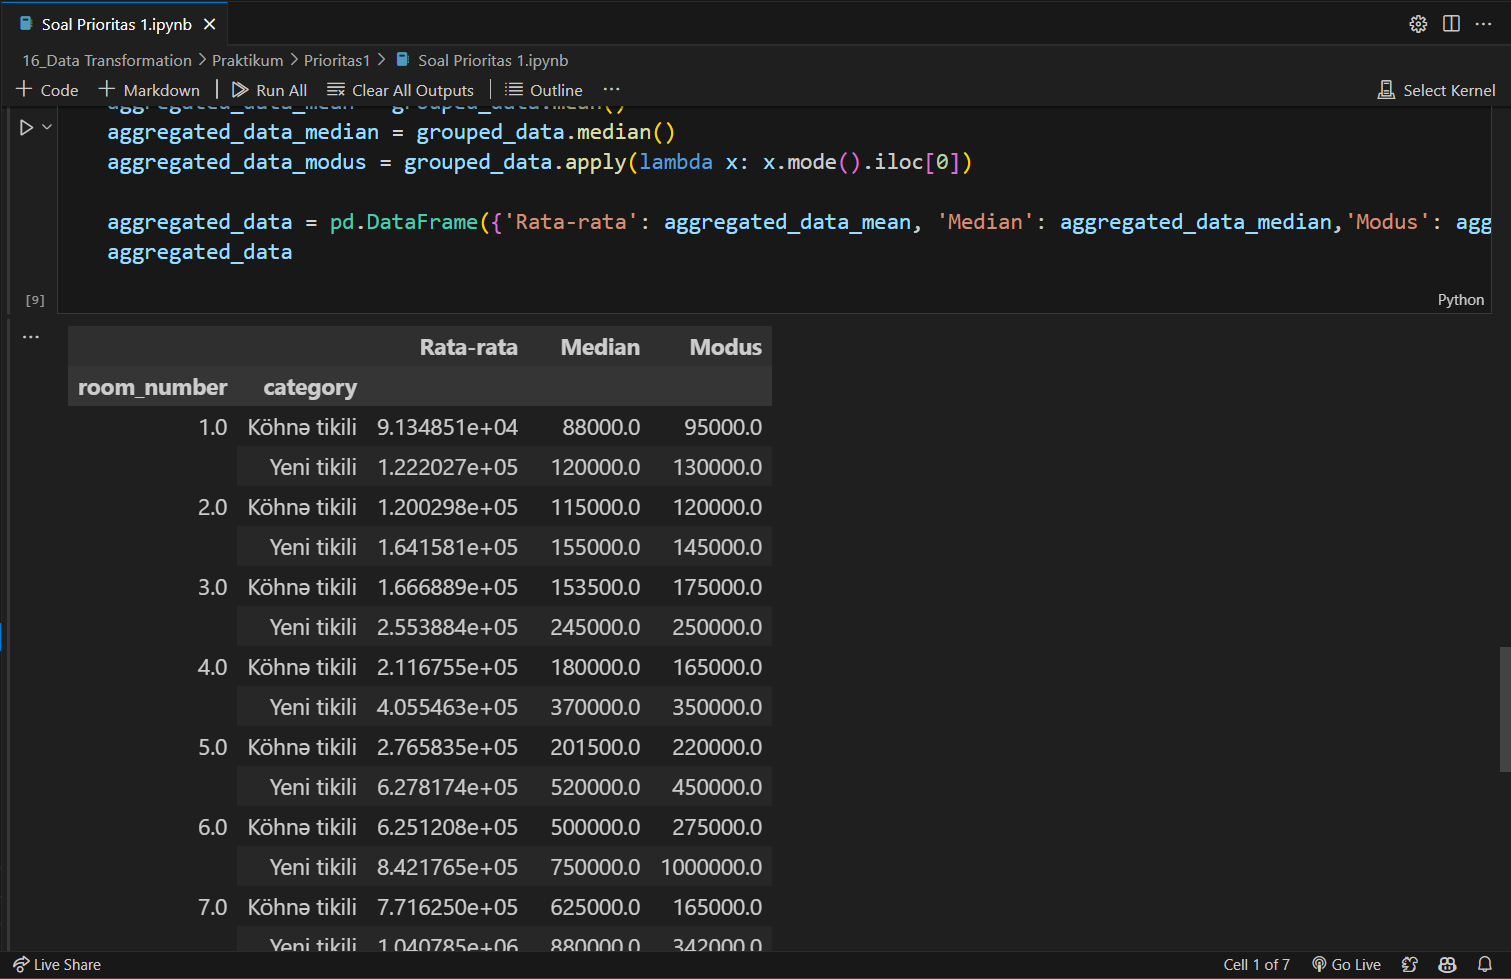 Soal Prioritas 1.ipynb
16_Data Transformation > Praktikum > Prioritas1 > Soal Prioritas 1.ipynb
+ Code + Markdown Run All Clear All Outputs Outline ... Select Kernel
aggregated_data_mean = grouped_data.mean()
aggregated_data_median = grouped_data.median()
aggregated_data_modus = grouped_data.apply(lambda x: x.mode().iloc[0])
aggregated_data = pd.DataFrame({'Rata-rata': aggregated_data_mean, 'Median': aggregated_data_median,'Modus': agg
aggregated_data
[9] Python
Rata-rata Median Modus
room_number category
1.0 Köhnə tikili 9.134851e+04 88000.0 95000.0
Yeni tikili 1.222027e+05 120000.0 130000.0
2.0 Köhnə tikili 1.200298e+05 115000.0 120000.0
Yeni tikili 1.641581e+05 155000.0 145000.0
3.0 Köhnə tikili 1.666889e+05 153500.0 175000.0
Yeni tikili 2.553884e+05 245000.0 250000.0
4.0 Köhnə tikili 2.116755e+05 180000.0 165000.0
Yeni tikili 4.055463e+05 370000.0 350000.0
5.0 Köhnə tikili 2.765835e+05 201500.0 220000.0
Yeni tikili 6.278174e+05 520000.0 450000.0
6.0 Köhnə tikili 6.251208e+05 500000.0 275000.0
Yeni tikili 8.421765e+05 750000.0 1000000.0
7.0 Köhnə tikili 7.716250e+05 625000.0 165000.0
Yeni tikili 1.040785e+06 880000.0 342000.0
Live Share Cell 1 of 7 Go Live